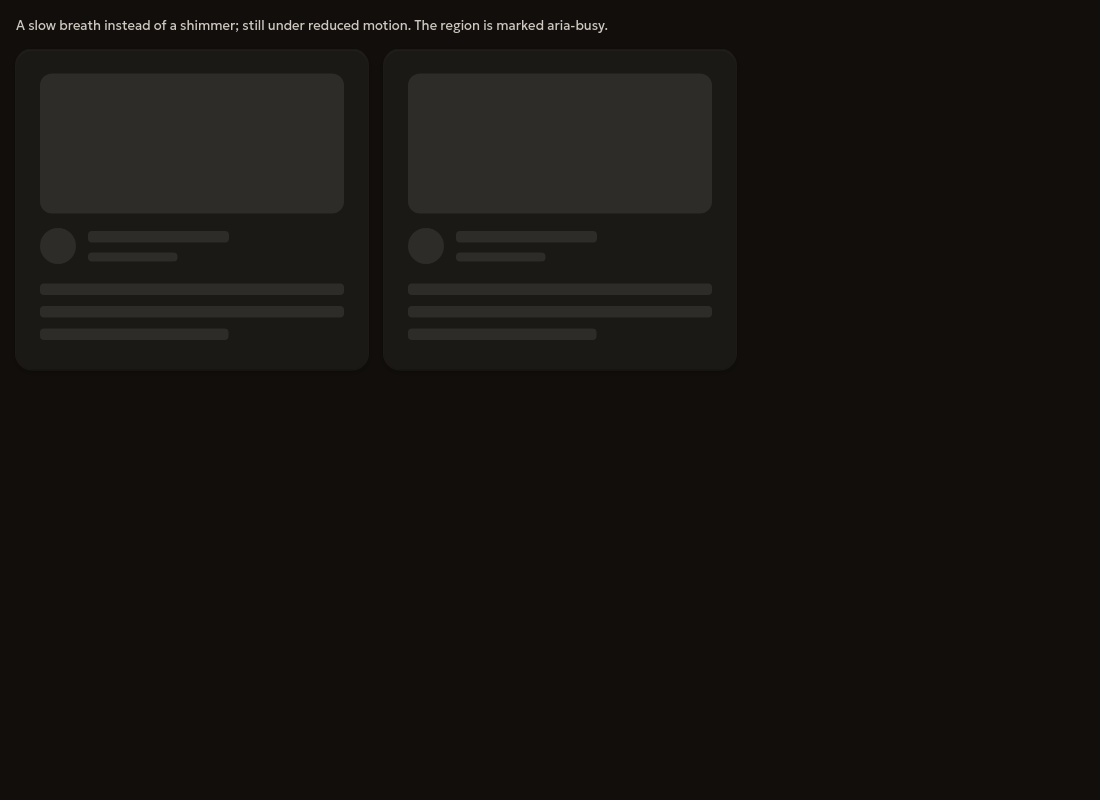 A slow breath instead of a shimmer; still under reduced motion. The region is marked aria-busy.